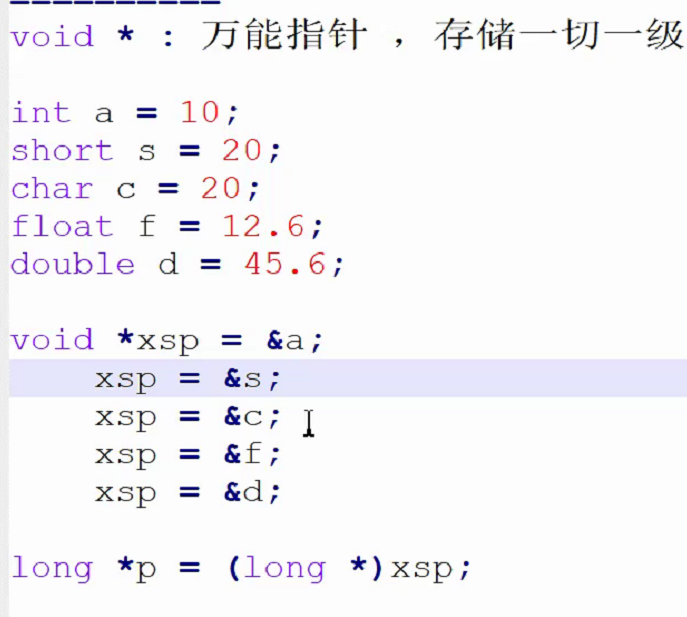 void * : 万能指针 ，存储一切一级
int a = 10;
short s = 20;
char c = 20;
float f = 12.6;
double d = 45.6;
void *xsp = &a;
xsp = &s;
xsp = &c;
xsp = &f;
xsp = &d;
long *p = (long *)xsp;